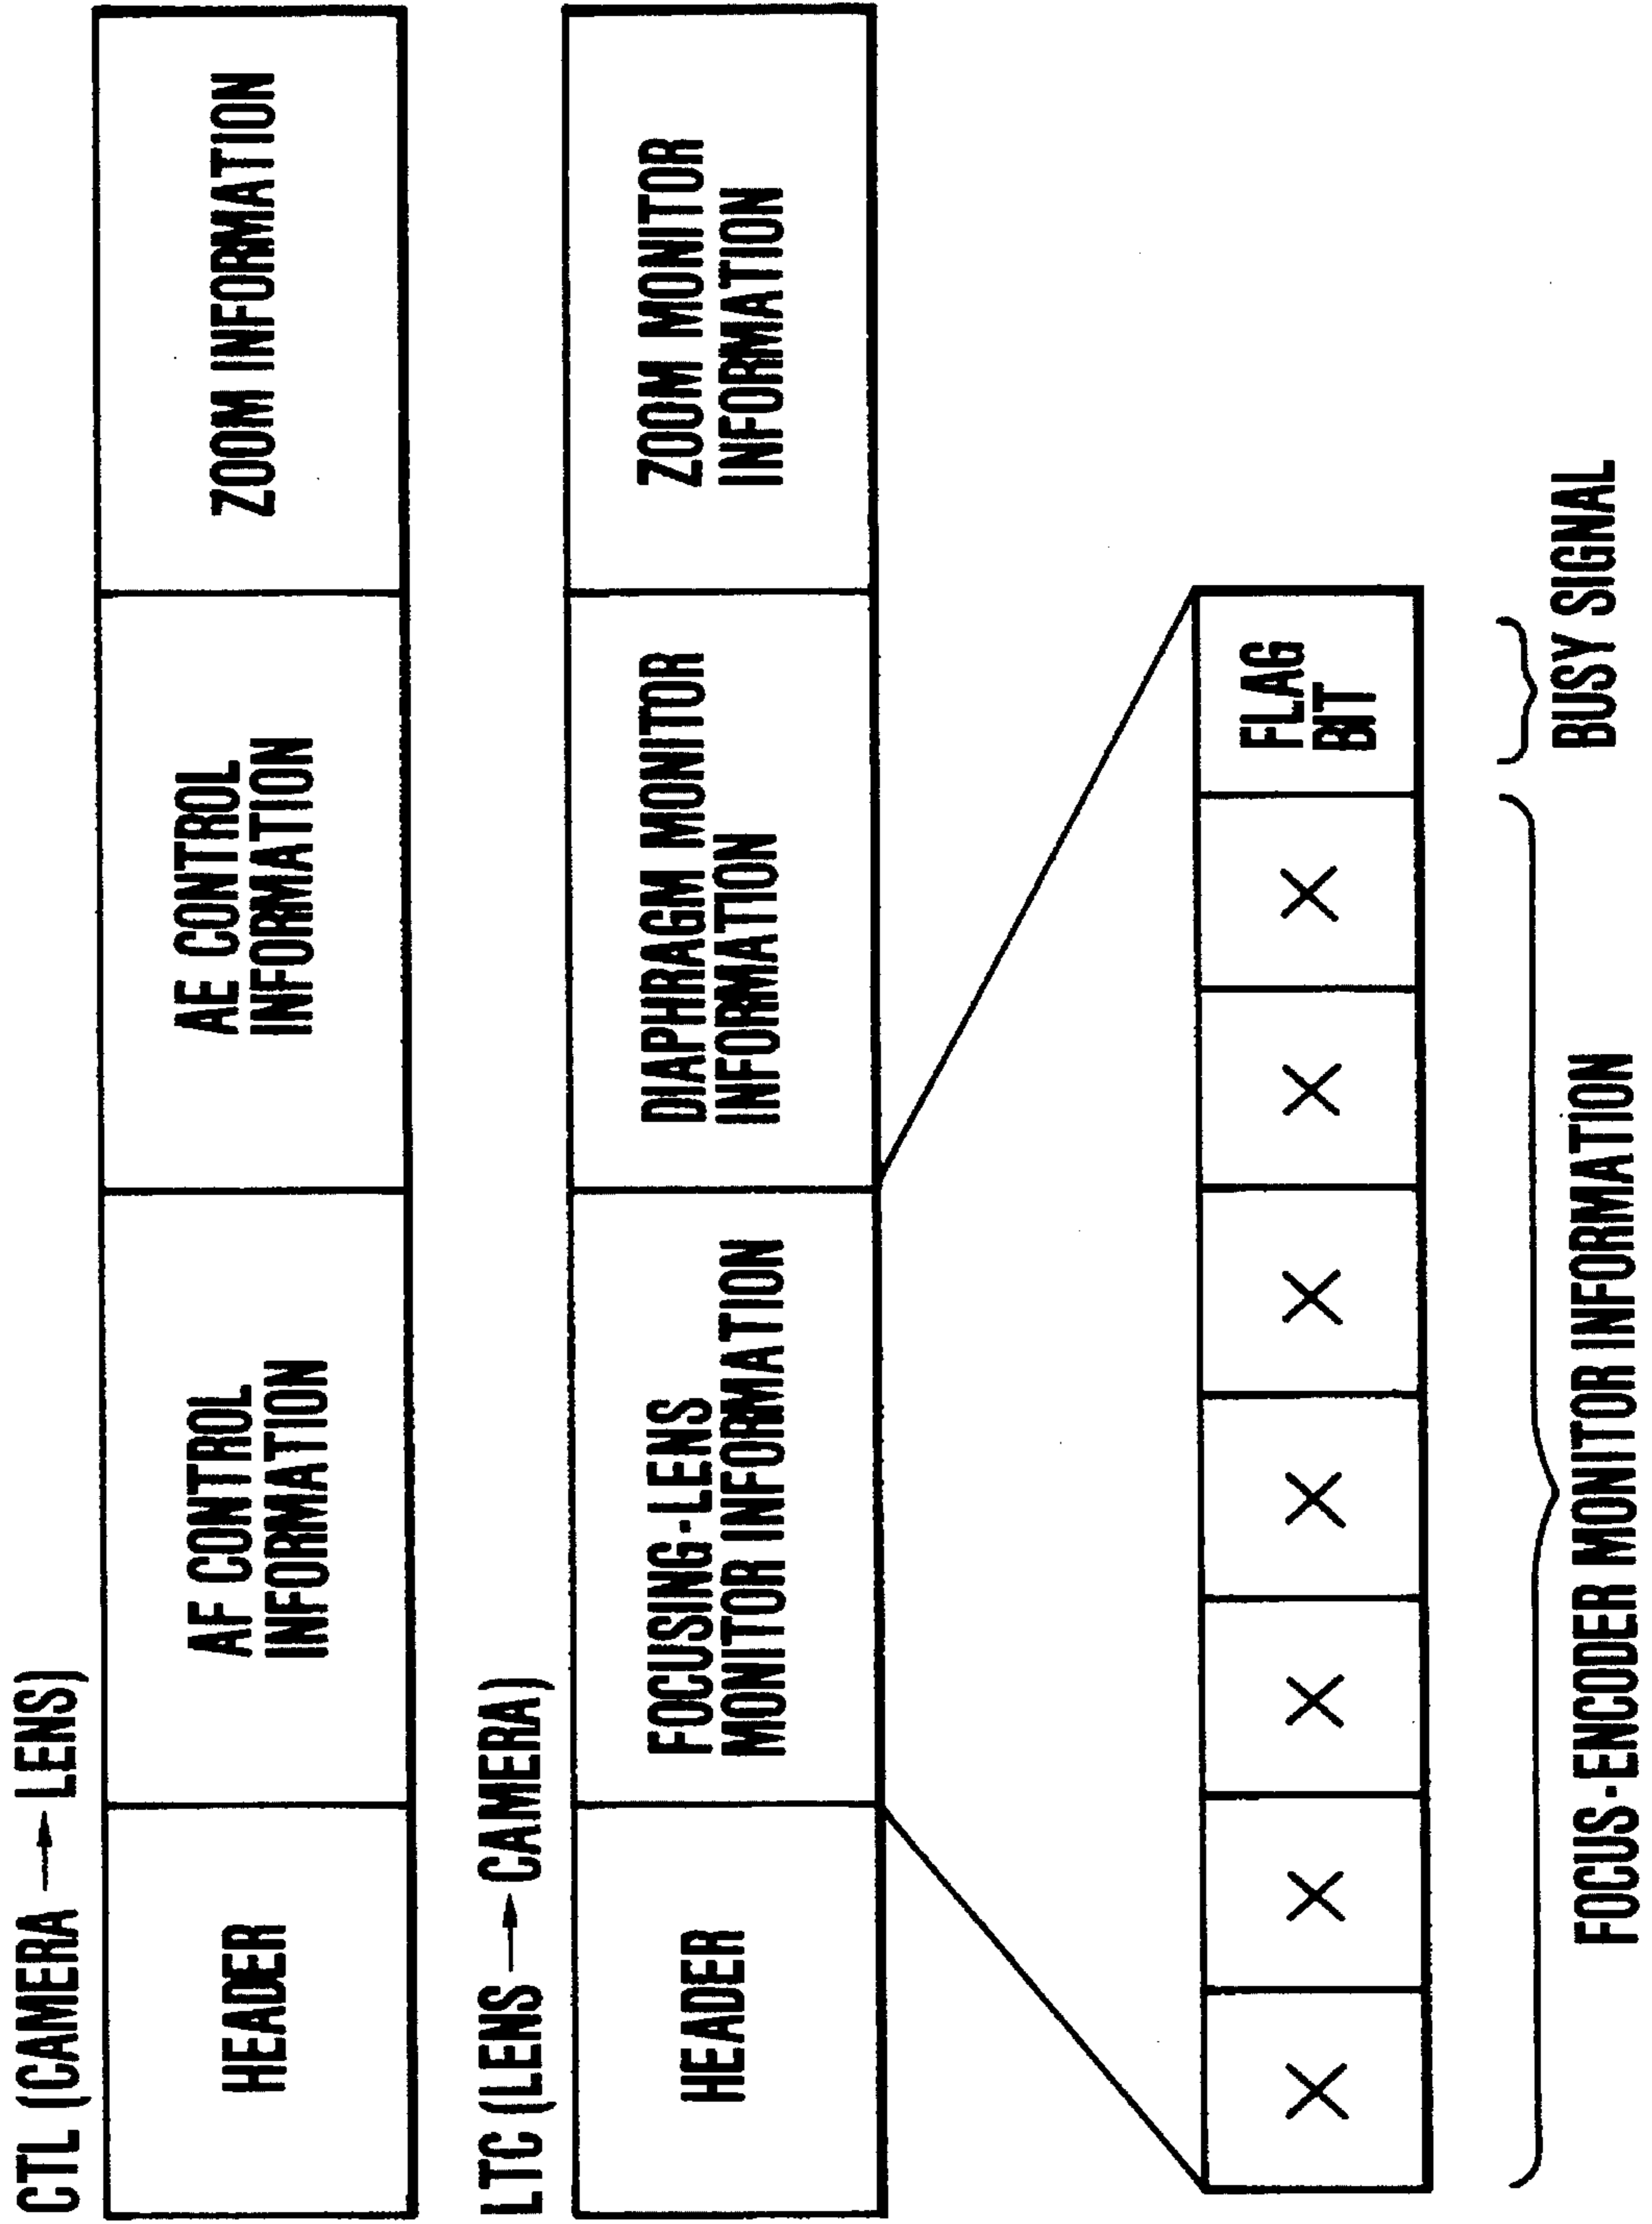 CTL (CAMERA → LENS)
HEADER
AF CONTROL
INFORMATION
AE CONTROL
INFORMATION
ZOOM INFORMATION
LTC (LENS → CAMERA)
HEADER
FOCUSING-LENS
MONITOR INFORMATION
DIAPHRAGM MONITOR
INFORMATION
ZOOM MONITOR
INFORMATION
X X X X X X X
FLAG
BIT
FOCUS-ENCODER MONITOR INFORMATION
BUSY SIGNAL